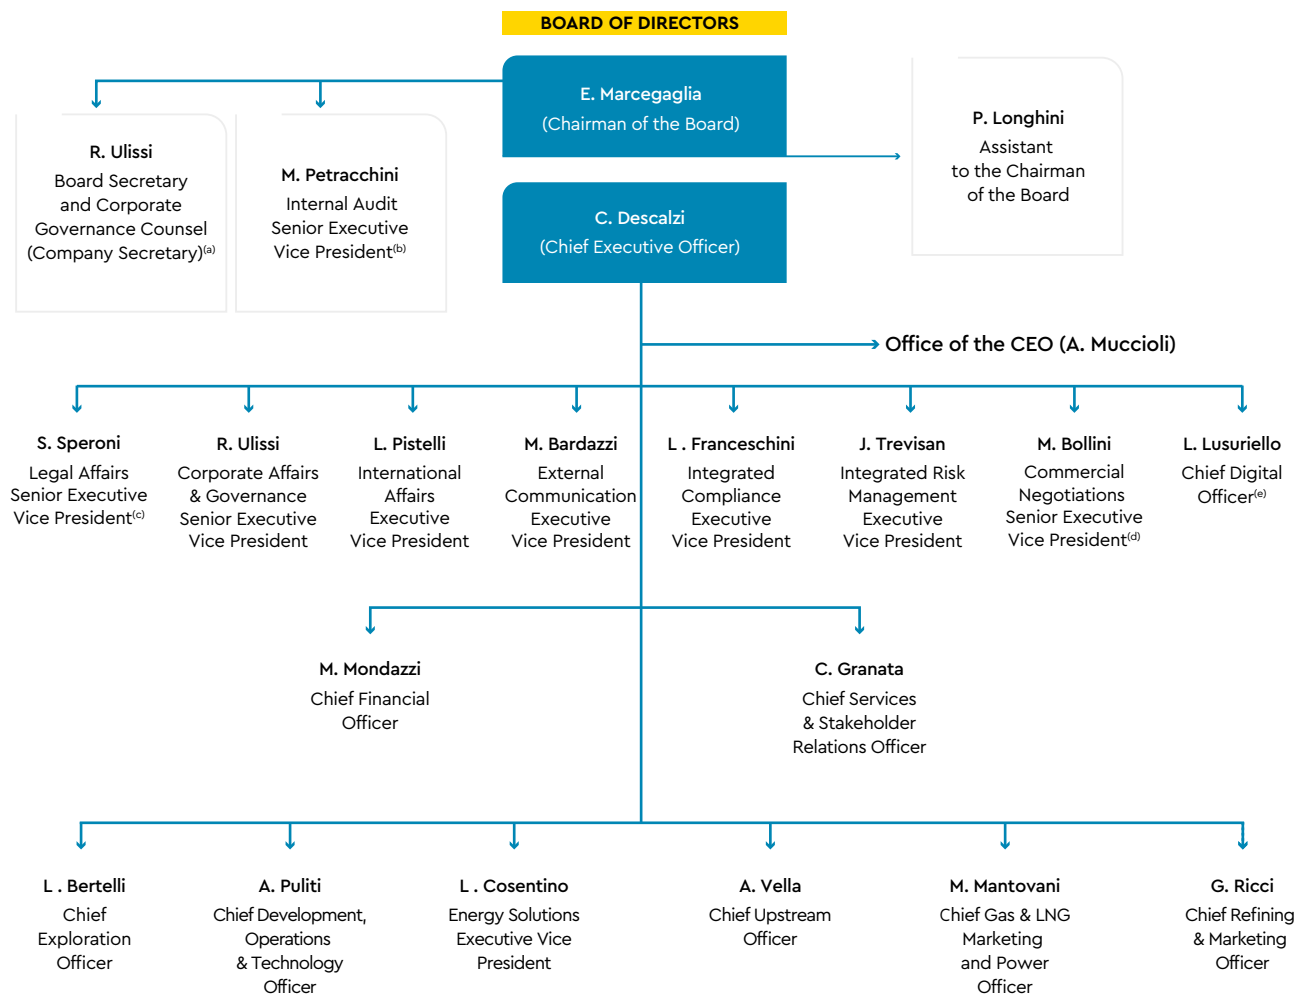 BOARD OF DIRECTORS
E. Marcegaglia
(Chairman of the Board)
P. Longhini
Assistant
to the Chairman
of the Board
R. Ulissi
Board Secretary
and Corporate
Governance Counsel
(Company Secretary)(a)
M. Petracchini
Internal Audit
Senior Executive
Vice President(b)
C. Descalzi
(Chief Executive Officer)
Office of the CEO (A. Muccioli)
S. Speroni
Legal Affairs
Senior Executive
Vice President(c)
R. Ulissi
Corporate Affairs
& Governance
Senior Executive
Vice President
L. Pistelli
International
Affairs
Executive
Vice President
M. Bardazzi
External
Communication
Executive
Vice President
L . Franceschini
Integrated
Compliance
Executive
Vice President
J. Trevisan
Integrated Risk
Management
Executive
Vice President
M. Bollini
Commercial
Negotiations
Senior Executive
Vice President(d)
L. Lusuriello
Chief Digital
Officer(e)
M. Mondazzi
Chief Financial
Officer
C. Granata
Chief Services
& Stakeholder
Relations Officer
L . Bertelli
Chief
Exploration
Officer
A. Puliti
Chief Development,
Operations
& Technology
Officer
L . Cosentino
Energy Solutions
Executive Vice
President
A. Vella
Chief Upstream
Officer
M. Mantovani
Chief Gas & LNG
Marketing
and Power
Officer
G. Ricci
Chief Refining
& Marketing
Officer